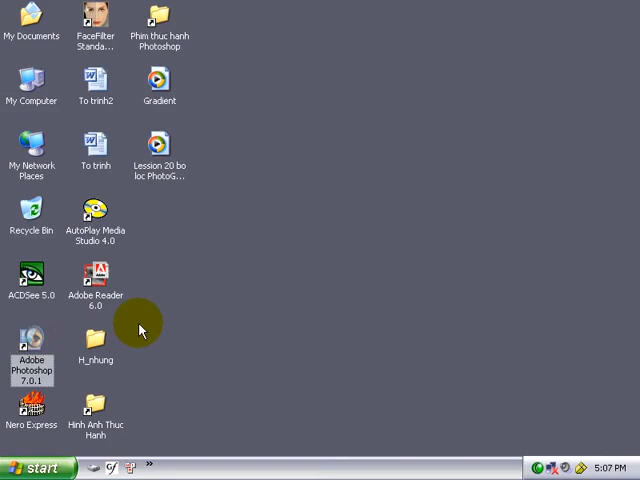 My Documents
FaceFilter
Standa...
Phim thuc hanh
Photoshop
My Computer
To trinh2
Gradient
My Network
Places
To trinh
Lession 20 bo
loc PhotoG...
Recycle Bin
AutoPlay Media
Studio 4.0
ACDSee 5.0
Adobe Reader
6.0
Adobe
Photoshop
7.0.1
H_nhung
Nero Express
Hinh Anh Thuc
Hanh
start
5:07 PM